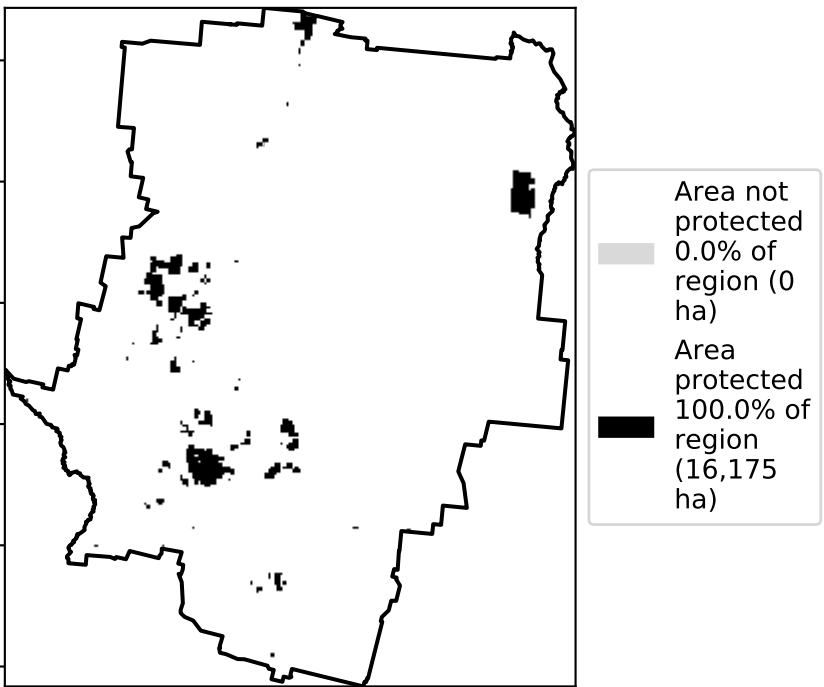 Area not
protected
0.0% of
region (0
ha)
Area
protected
100.0% of
region
(16,175
ha)